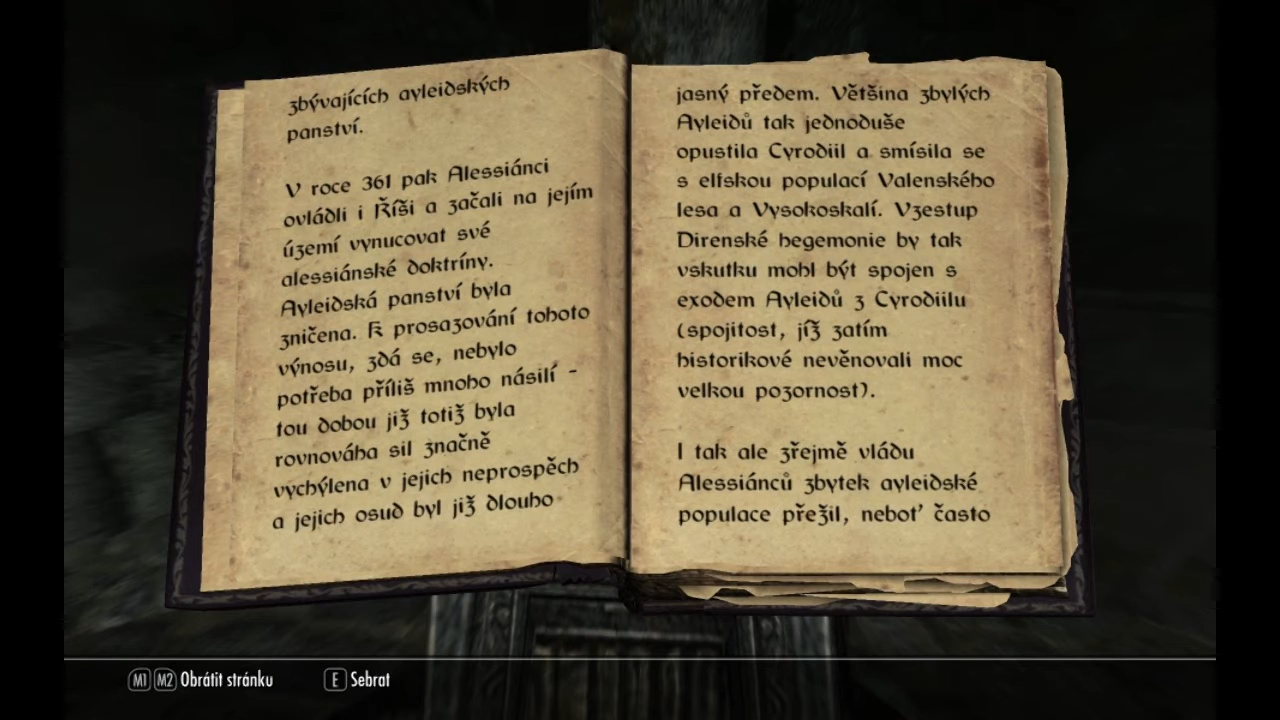 zbývajících ayleidských
panství.
V roce 361 pak Alessiánci
ovládli i Říši a začali na jejím
území vynucovat své
alessiánské doktríny.
Ayleidská panství byla
zničena. K prosazování tohoto
výnosu, zdá se, nebylo
potřeba příliš mnoho násilí -
tou dobou již totiž byla
rovnováha sil značně
vychýlena v jejich neprospěch
a jejich osud byl již dlouho
jasný předem. Většina zbylých
Ayleidů tak jednoduše
opustila Cyrodiil a smísila se
s elfskou populací Valenského
lesa a Vysokoskalí. Vzestup
Direnské hegemonie by tak
vskutku mohl být spojen s
exodem Ayleidů z Cyrodiilu
(spojitost, jíž zatím
historikové nevěnovali moc
velkou pozornost).
I tak ale zřejmě vládu
Alessiánců zbytek ayleidské
populace přežil, neboť často
M1 M2 Obrátit stránku E Sebrat